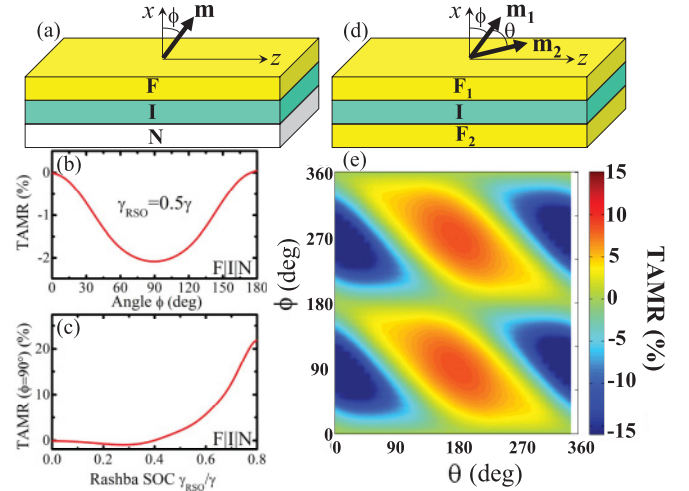 (a)
x
ϕ
m
z
F
I
N
(d)
x
ϕ
m₁
θ
m₂
z
F₁
I
F₂
(b)
TAMR (%)
0
-1
-2
γ_RSO=0.5γ
F|I|N
0 30 60 90 120 150 180
Angle ϕ (deg)
(c)
TAMR (ϕ=90°)
20
10
0
F|I|N
0.0 0.2 0.4 0.6 0.8
Rashba SOC γ_RSO/γ
(e)
ϕ (deg)
360
270
180
90
0
0 90 180 270 360
θ (deg)
15
10
5
0
-5
-10
-15
TAMR (%)